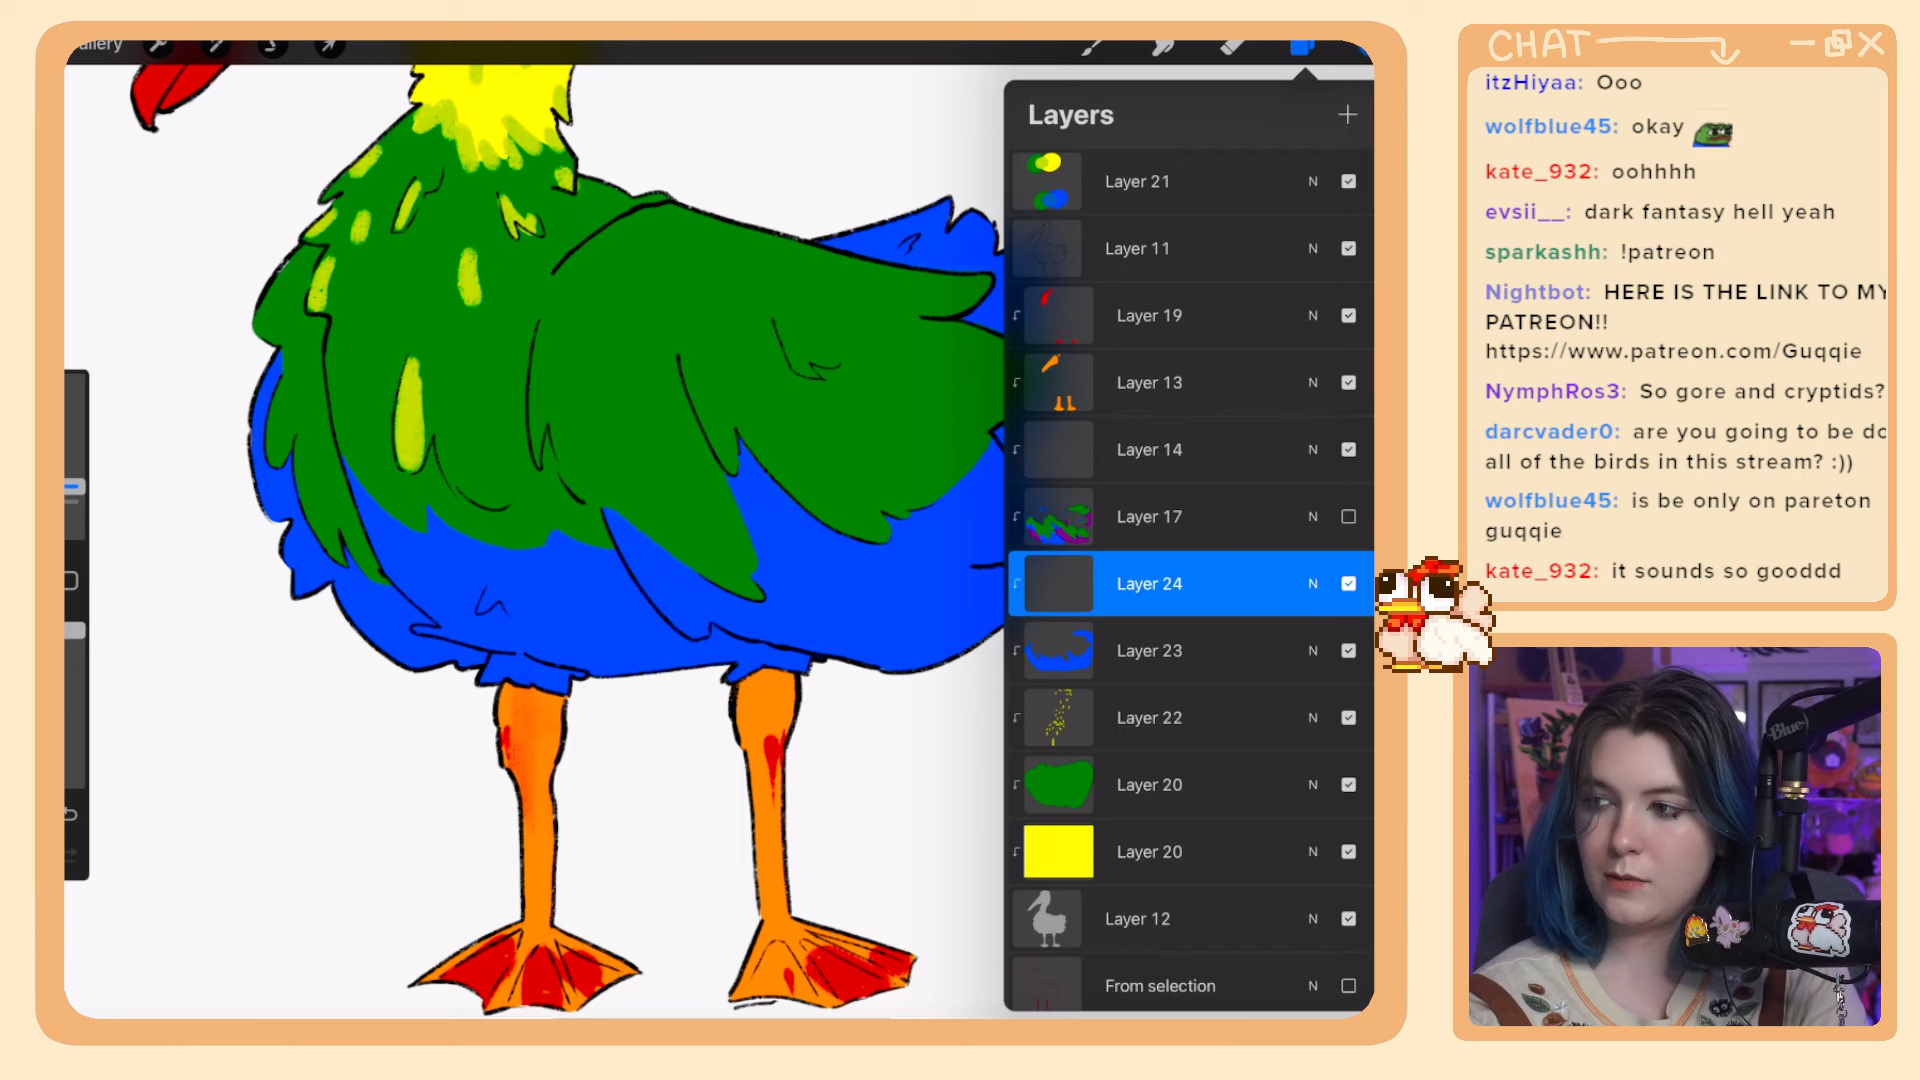 allery
Layers
Layer 21 N
Layer 11 N
Layer 19 N
Layer 13 N
Layer 14 N
Layer 17 N
Layer 24 N
Layer 23 N
Layer 22 N
Layer 20 N
Layer 20 N
Layer 12 N
From selection N
CHAT
itzHiyaa: Ooo
wolfblue45: okay
kate_932: oohhhh
evsii__: dark fantasy hell yeah
sparkashh: !patreon
Nightbot: HERE IS THE LINK TO MY
PATREON!!
https://www.patreon.com/Guqqie
NymphRos3: So gore and cryptids?
darcvader0: are you going to be do
all of the birds in this stream? :))
wolfblue45: is be only on pareton
guqqie
kate_932: it sounds so gooddd
Blue